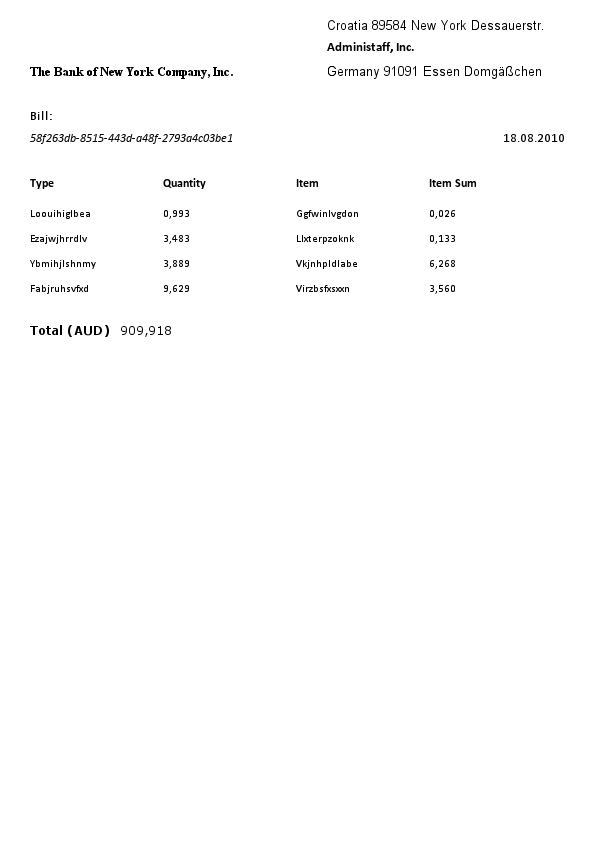 Croatia 89584 New York Dessauerstr.
Administaff, Inc.
The Bank of New York Company, Inc.
Germany 91091 Essen Domgäßchen
Bill:
58f263db-8515-443d-a48f-2793a4c03be1
18.08.2010
Type Quantity Item Item Sum
Loouihiglbea 0,993 Ggfwinlvgdon 0,026
Ezajwjhrrdlv 3,483 Llxterpzoknk 0,133
Ybmihjlshnmy 3,889 Vkjnhpldlabe 6,268
Fabjruhsvfxd 9,629 Virzbsfxsxxn 3,560
Total (AUD) 909,918